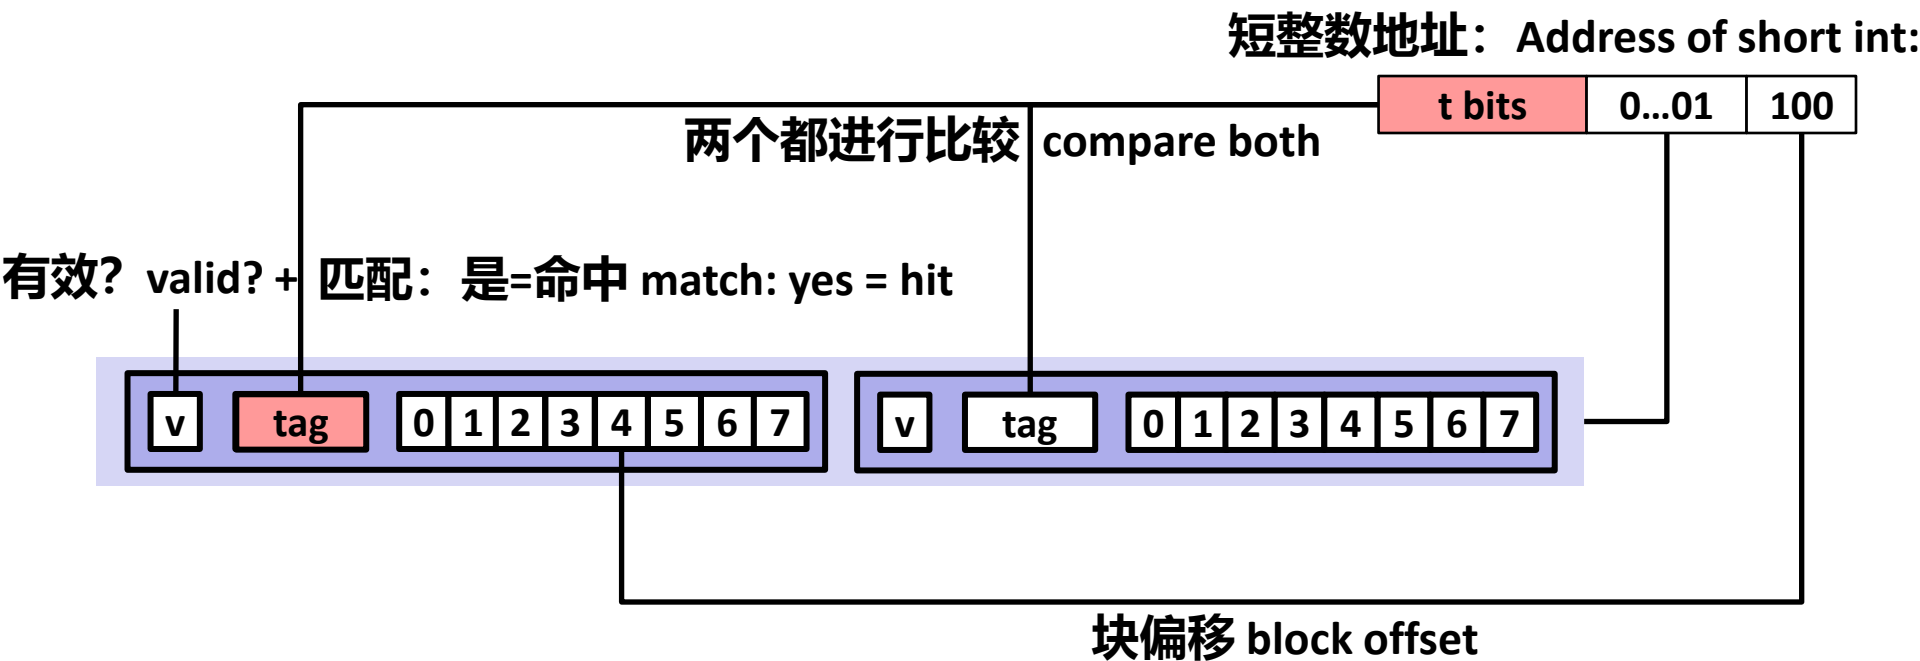 短整数地址：Address of short int:
t bits 0...01 100
两个都进行比较 compare both
有效？valid? + 匹配：是=命中 match: yes = hit
v tag 0 1 2 3 4 5 6 7 v tag 0 1 2 3 4 5 6 7
块偏移 block offset